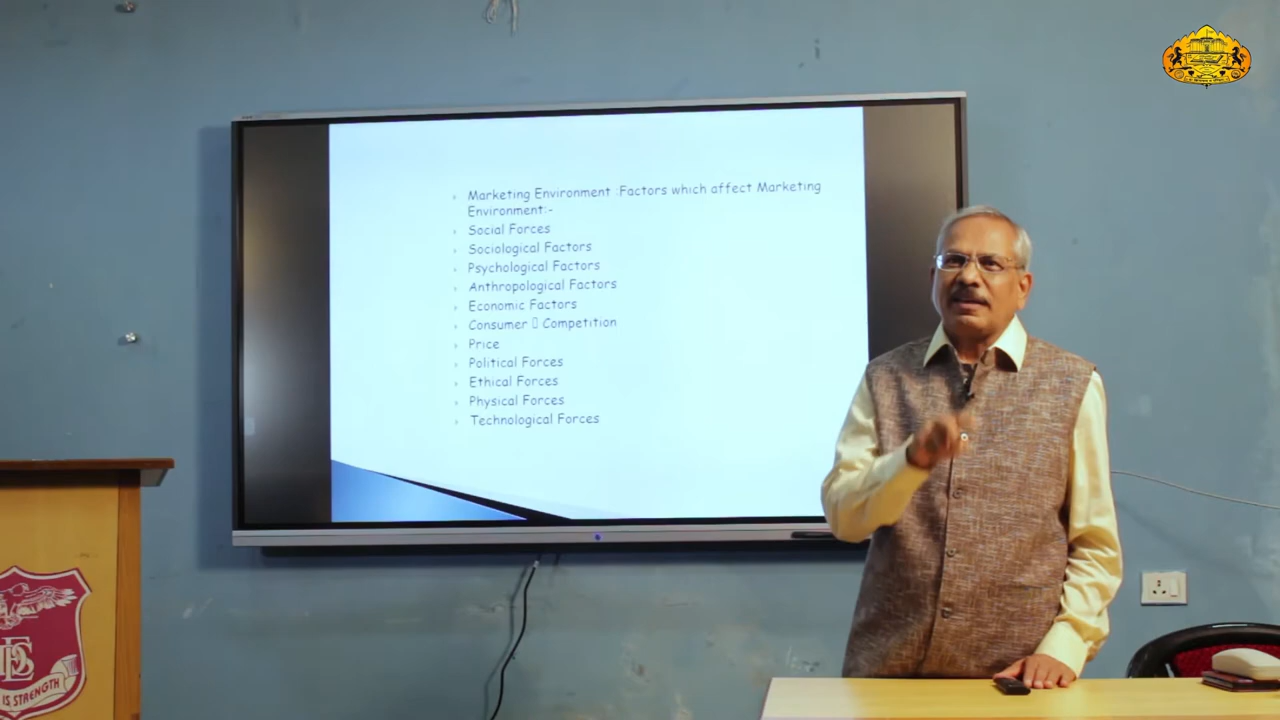 Marketing Environment :Factors which affect Marketing
Environment:-
Social Forces
Sociological Factors
Psychological Factors
Anthropological Factors
Economic Factors
Consumer ▯ Competition
Price
Political Forces
Ethical Forces
Physical Forces
Technological Forces
IS STRENGTH